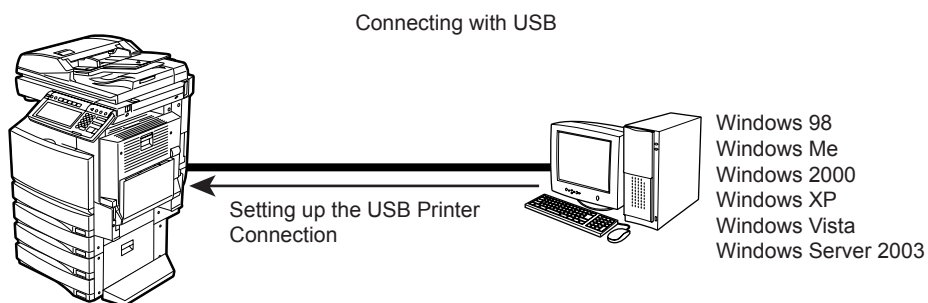 Connecting with USB
Setting up the USB Printer
Connection
Windows 98
Windows Me
Windows 2000
Windows XP
Windows Vista
Windows Server 2003